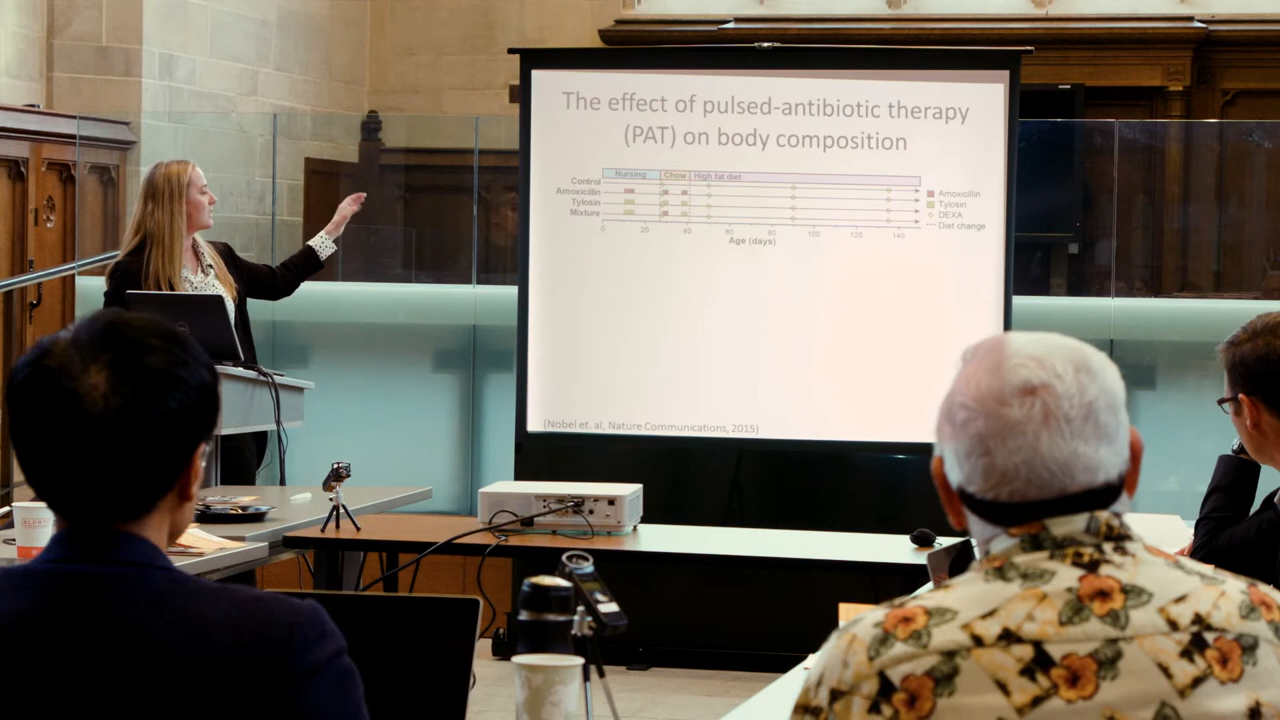 The effect of pulsed-antibiotic therapy
(PAT) on body composition
Nursing Chow High fat diet
Control
Amoxicillin
Tylosin
Mixture
0 20 40 60 80 100 120 140
Age (days)
Amoxicillin
Tylosin
DEXA
Diet change
(Nobel et. al, Nature Communications, 2015)